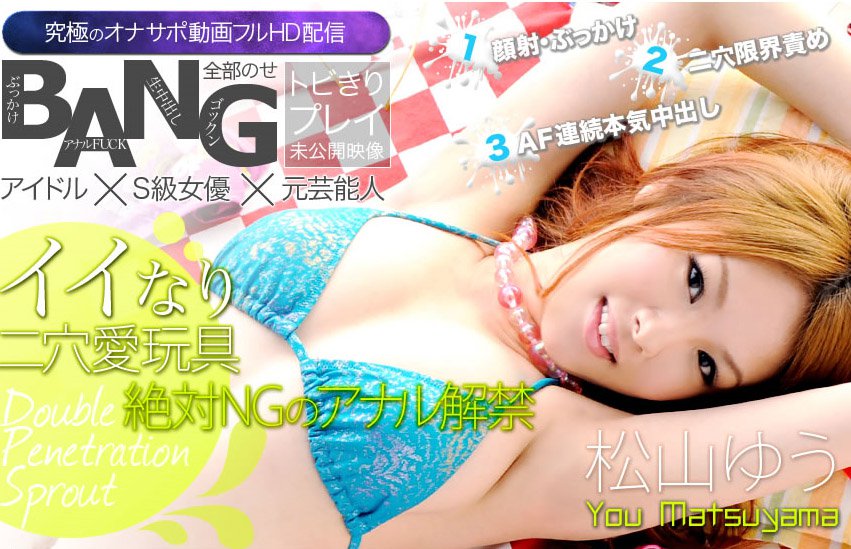 究極のオナサポ動画フルHD配信
BANG
ぶっかけ
アナルFUCK
生中出し
ゴックン
全部のせ
トビきり
プレイ
未公開映像
アイドル×S級女優×元芸能人
1 顔射・ぶっかけ
2 二穴限界責め
3 AF連続本気中出し
イイなり
二穴愛玩具
絶対NGのアナル解禁
Double
Penetration
Sprout
松山ゆう
You Matsuyama